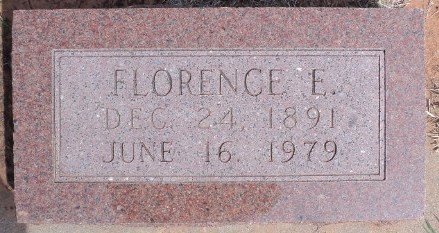 FLORENCE E.
DEC. 24, 1891
JUNE 16, 1979